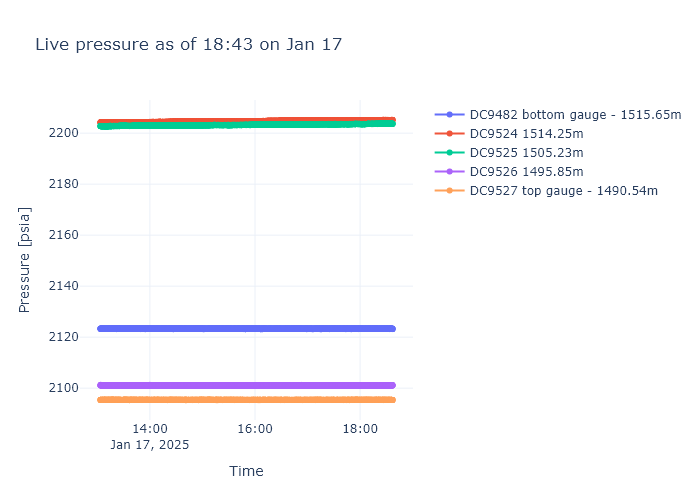 Live pressure as of 18:43 on Jan 17
DC9482 bottom gauge - 1515.65m
DC9524 1514.25m
DC9525 1505.23m
DC9526 1495.85m
DC9527 top gauge - 1490.54m
Pressure [psia]
2200
2180
2160
2140
2120
2100
14:00 16:00 18:00
Jan 17, 2025
Time